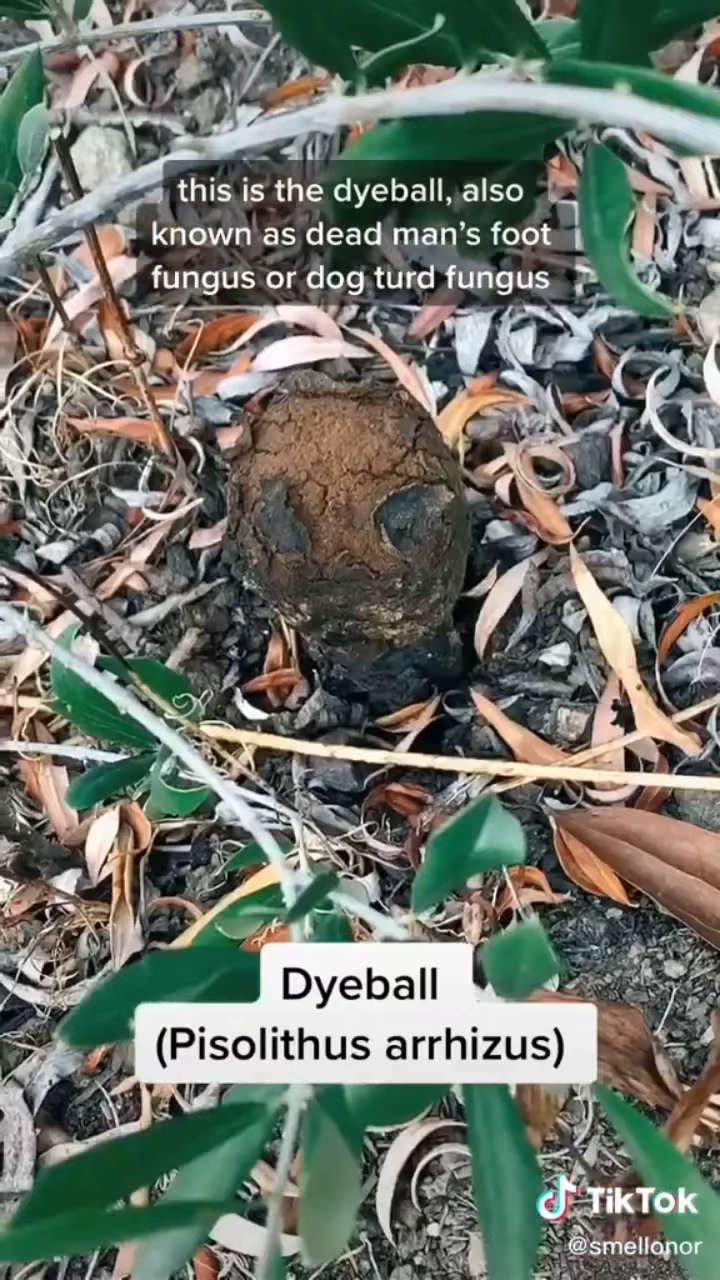 this is the dyeball, also
known as dead man's foot
fungus or dog turd fungus
Dyeball
(Pisolithus arrhizus)
TikTok
@smellonor